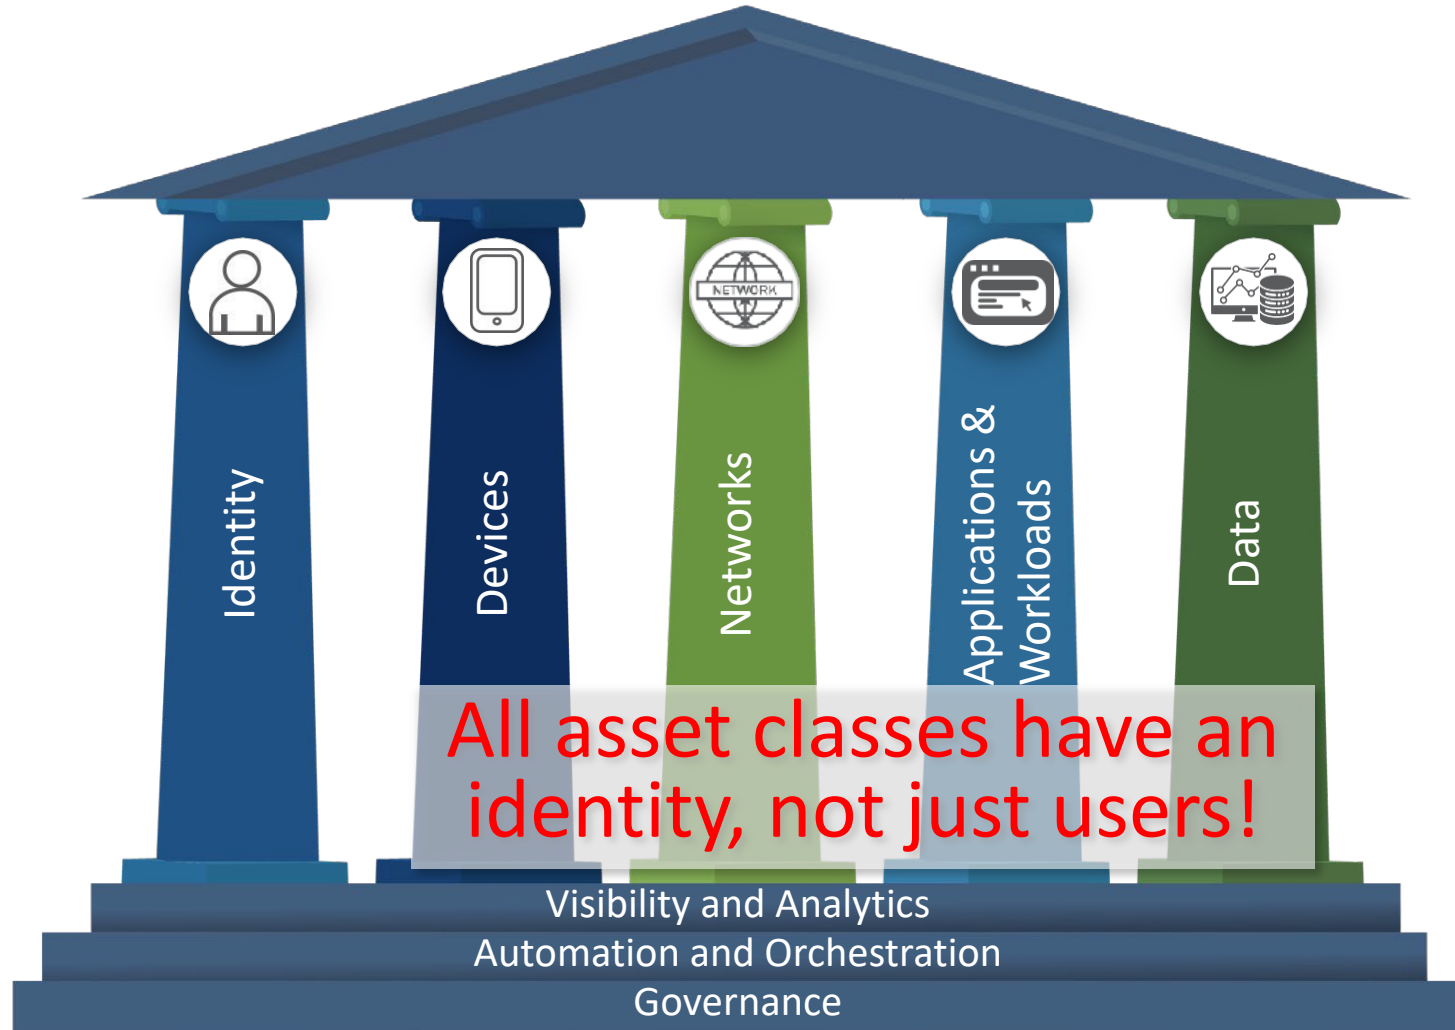 NETWORK
Identity
Devices
Networks
Applications &
Workloads
Data
All asset classes have an
identity, not just users!
Visibility and Analytics
Automation and Orchestration
Governance